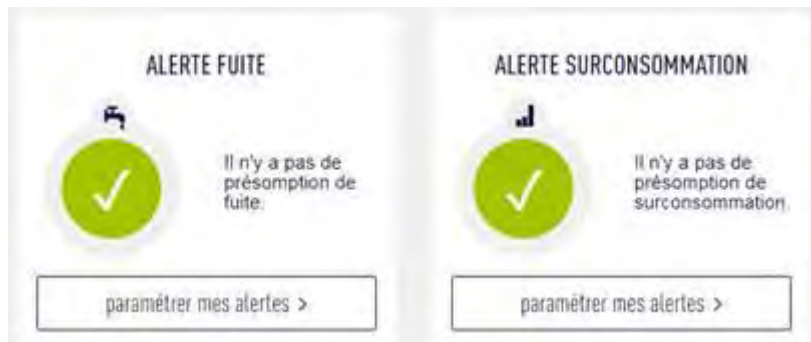 ALERTE FUITE
Il n'y a pas de
présomption de
fuite.
paramétrer mes alertes >
ALERTE SURCONSOMMATION
Il n'y a pas de
présomption de
surconsommation
paramétrer mes alertes >